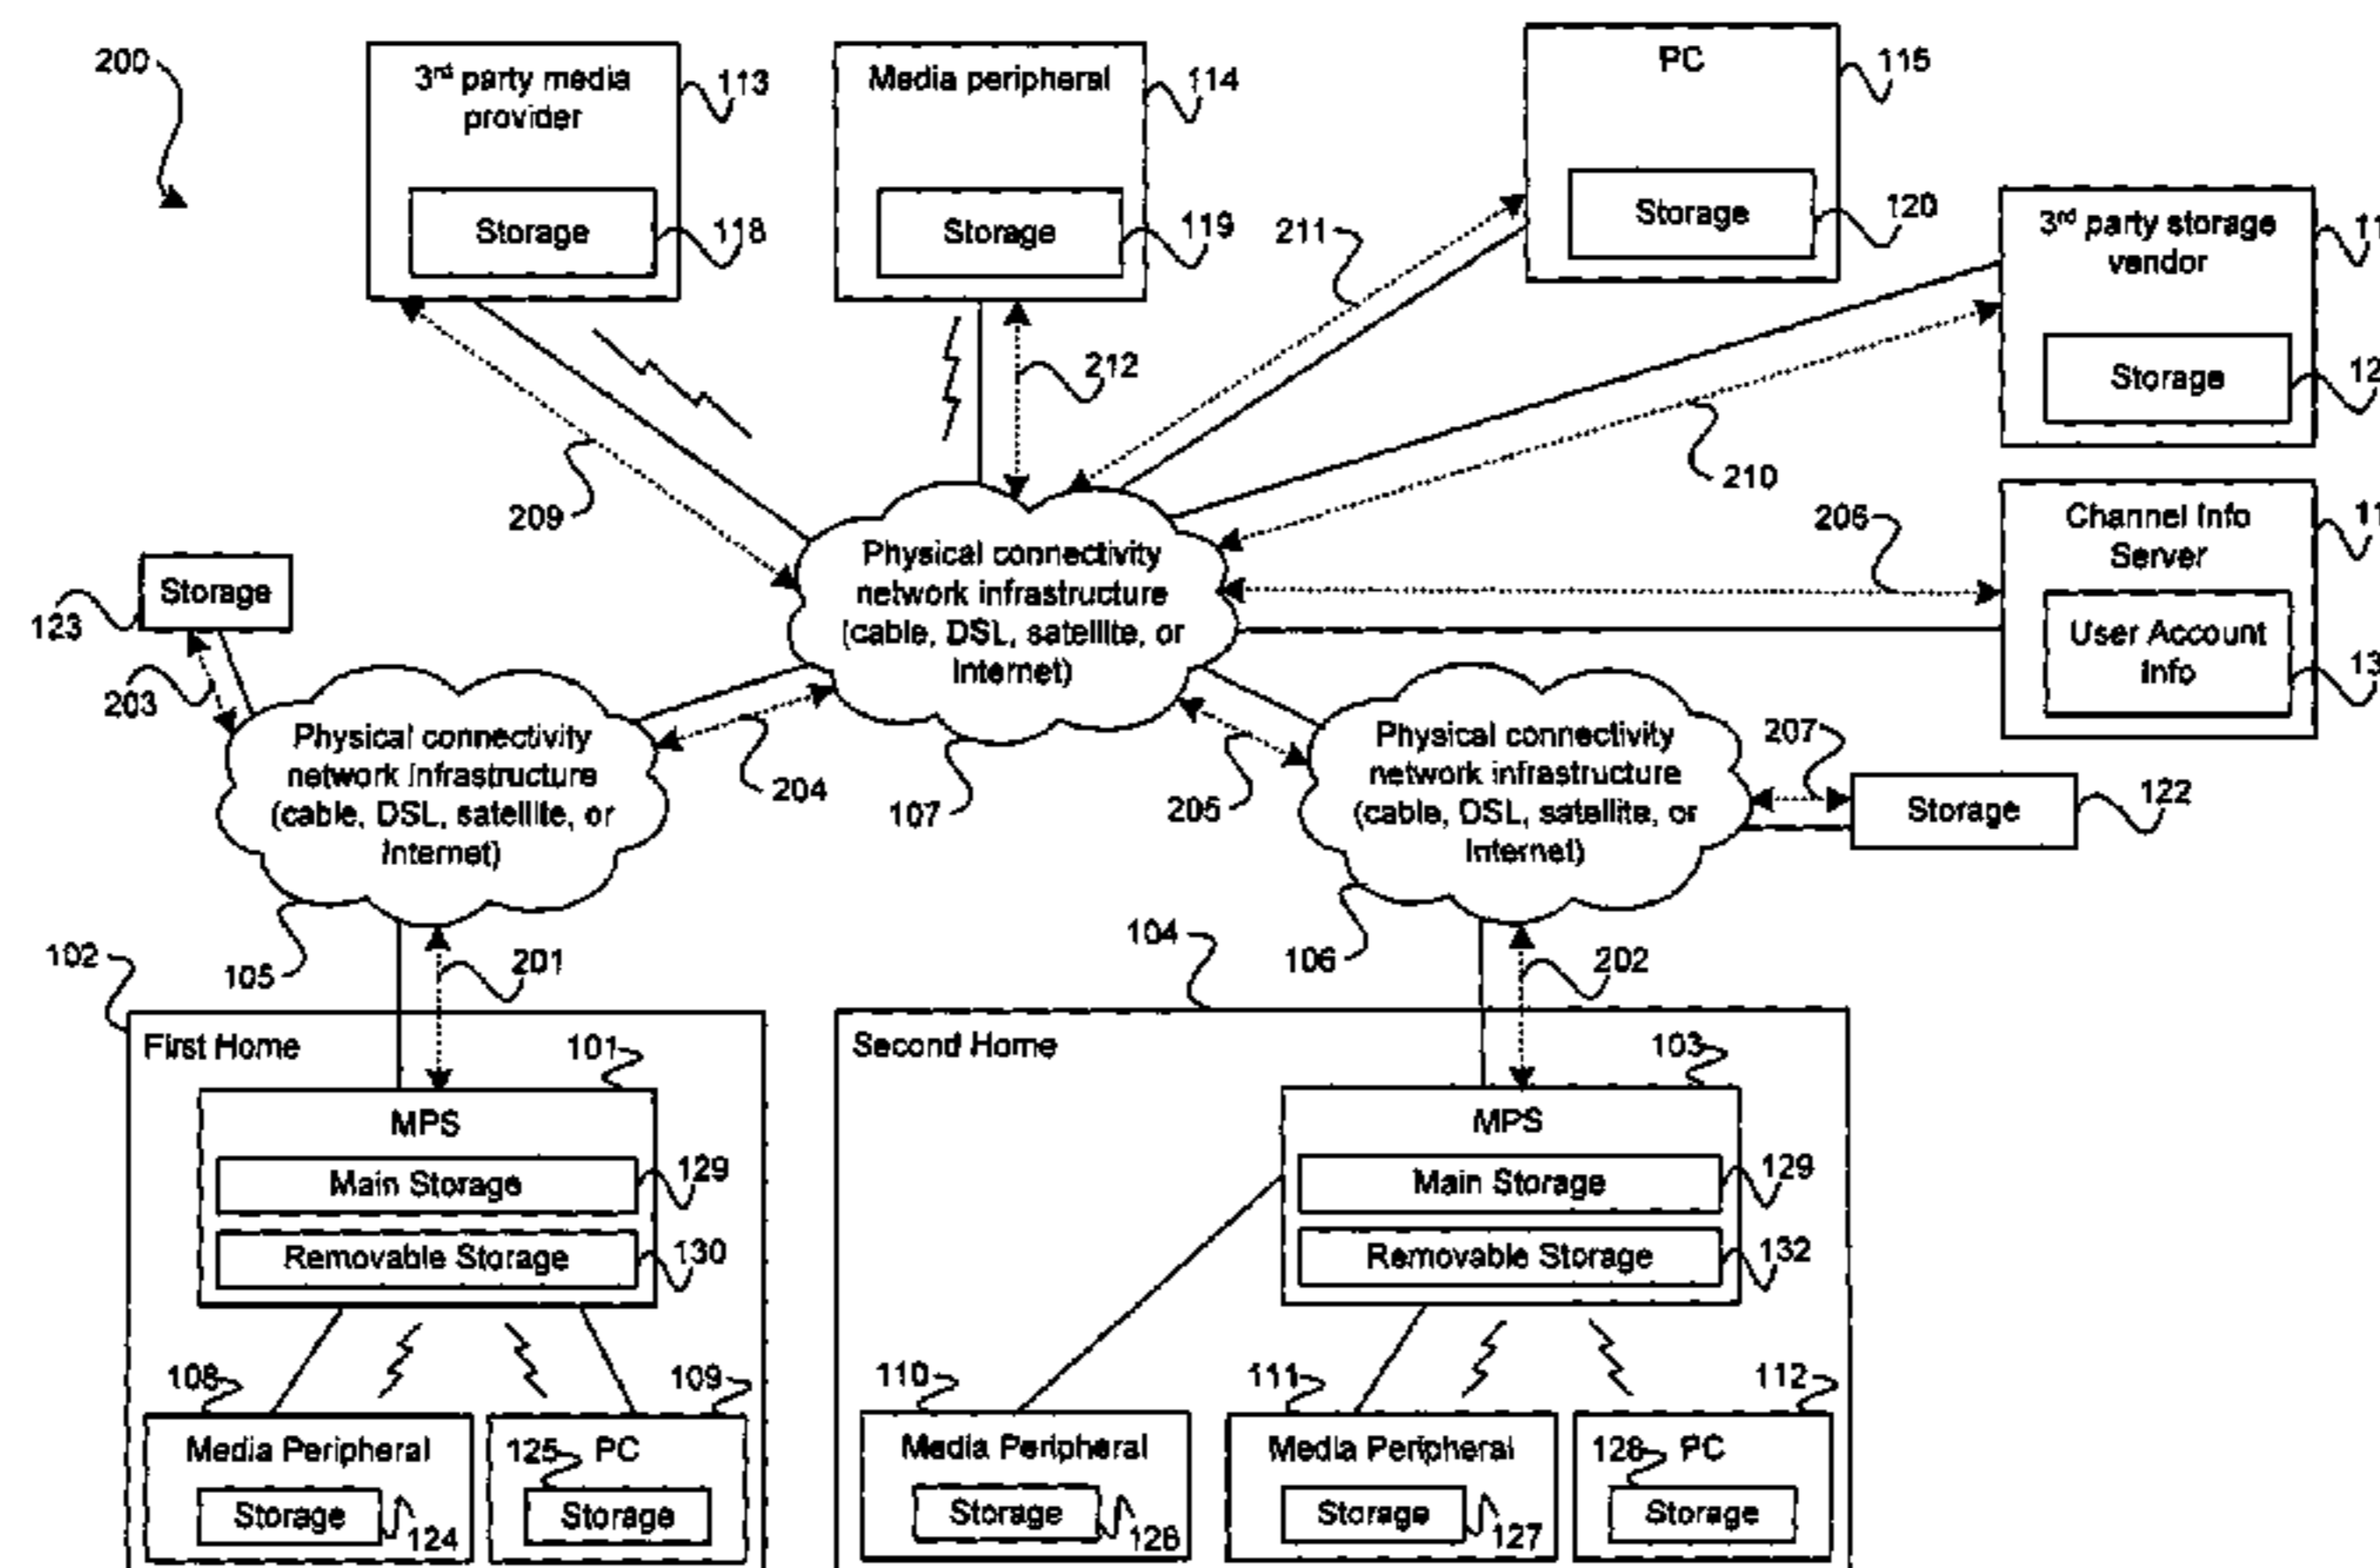 200
3rd party media
provider
113
Storage
118
Media peripheral
114
Storage
119
PC
115
Storage
120
211
3rd party storage
vendor
11
Storage
12
212
209
210
206
Channel Info
Server
11
User Account
Info
13
Physical connectivity
network infrastructure
(cable, DSL, satellite, or
Internet)
107
Storage
123
203
Physical connectivity
network infrastructure
(cable, DSL, satellite, or
Internet)
204
205
Physical connectivity
network infrastructure
(cable, DSL, satellite, or
Internet)
207
Storage
122
102
105
201
104
106
202
First Home
101
MPS
Main Storage
129
Removable Storage
130
108
Media Peripheral
Storage
124
109
125
PC
Storage
Second Home
103
MPS
Main Storage
129
Removable Storage
132
110
Media Peripheral
Storage
126
111
Media Peripheral
Storage
127
112
128
PC
Storage